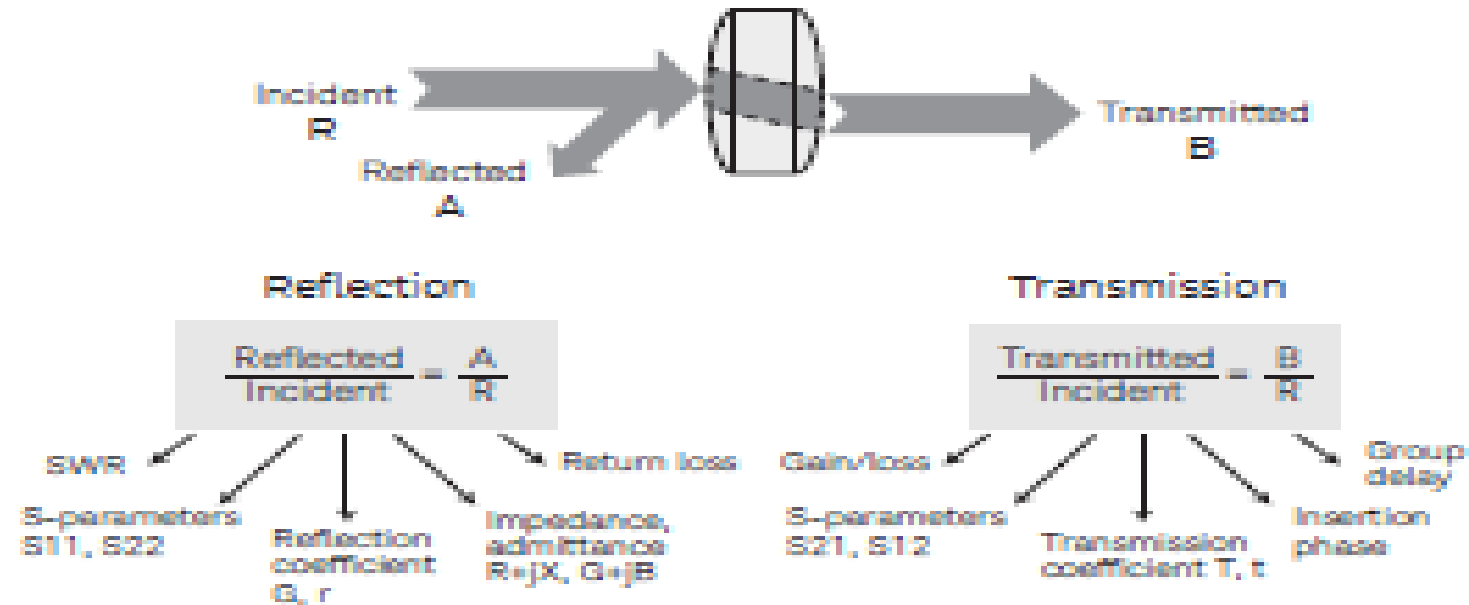 Incident
R
Reflected
A
Transmitted
B
Reflection
Reflected
Incident
= A
R
Transmission
Transmitted
Incident
= B
R
SWR
S-parameters
S11, S22
Reflection
coefficient
G, r
Impedance,
admittance
R+jX, G+jB
Return loss
Gain/loss
S-parameters
S21, S12
Transmission
coefficient T, t
Insertion
phase
Group
delay